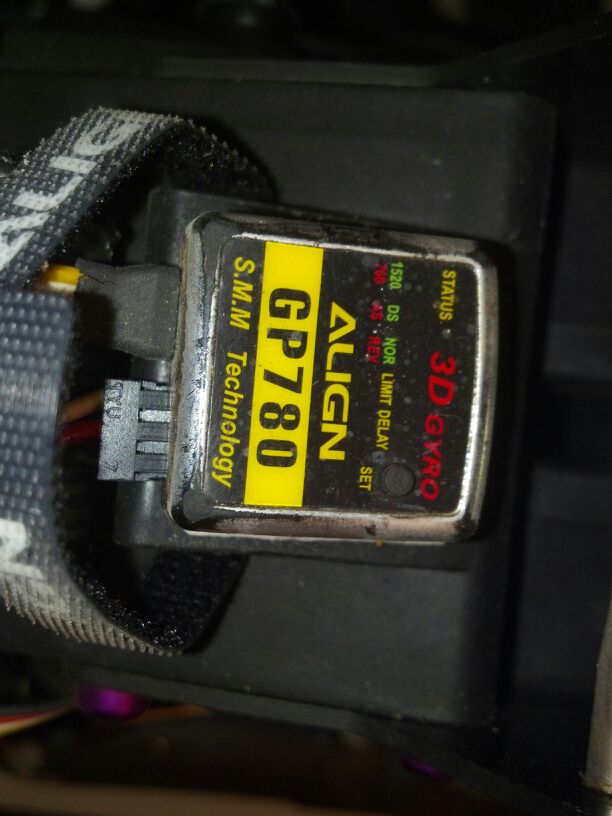 3D GYRO
STATUS
SET
1520 DS NOR LIMIT DELAY
760 AS REV
ALIGN
GP780
S.M.M Technology